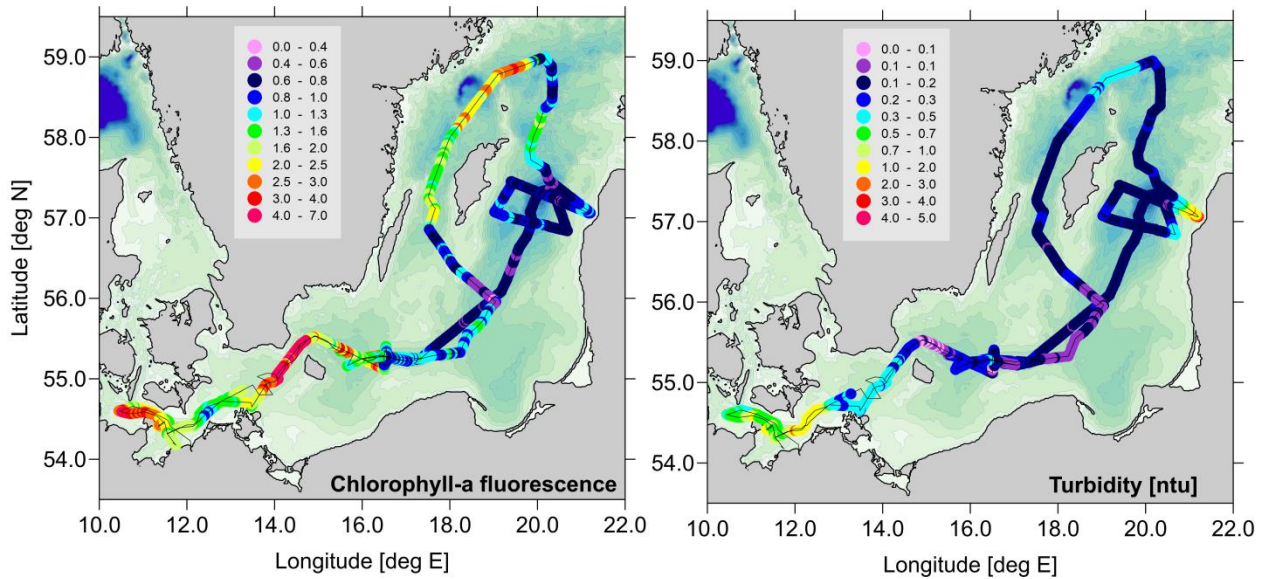 59.0
58.0
57.0
56.0
55.0
54.0
Latitude [deg N]
0.0 - 0.4
0.4 - 0.6
0.6 - 0.8
0.8 - 1.0
1.0 - 1.3
1.3 - 1.6
1.6 - 2.0
2.0 - 2.5
2.5 - 3.0
3.0 - 4.0
4.0 - 7.0
Chlorophyll-a fluorescence
10.0 12.0 14.0 16.0 18.0 20.0 22.0
Longitude [deg E]
59.0
58.0
57.0
56.0
55.0
54.0
0.0 - 0.1
0.1 - 0.1
0.1 - 0.2
0.2 - 0.3
0.3 - 0.5
0.5 - 0.7
0.7 - 1.0
1.0 - 2.0
2.0 - 3.0
3.0 - 4.0
4.0 - 5.0
Turbidity [ntu]
10.0 12.0 14.0 16.0 18.0 20.0 22.0
Longitude [deg E]